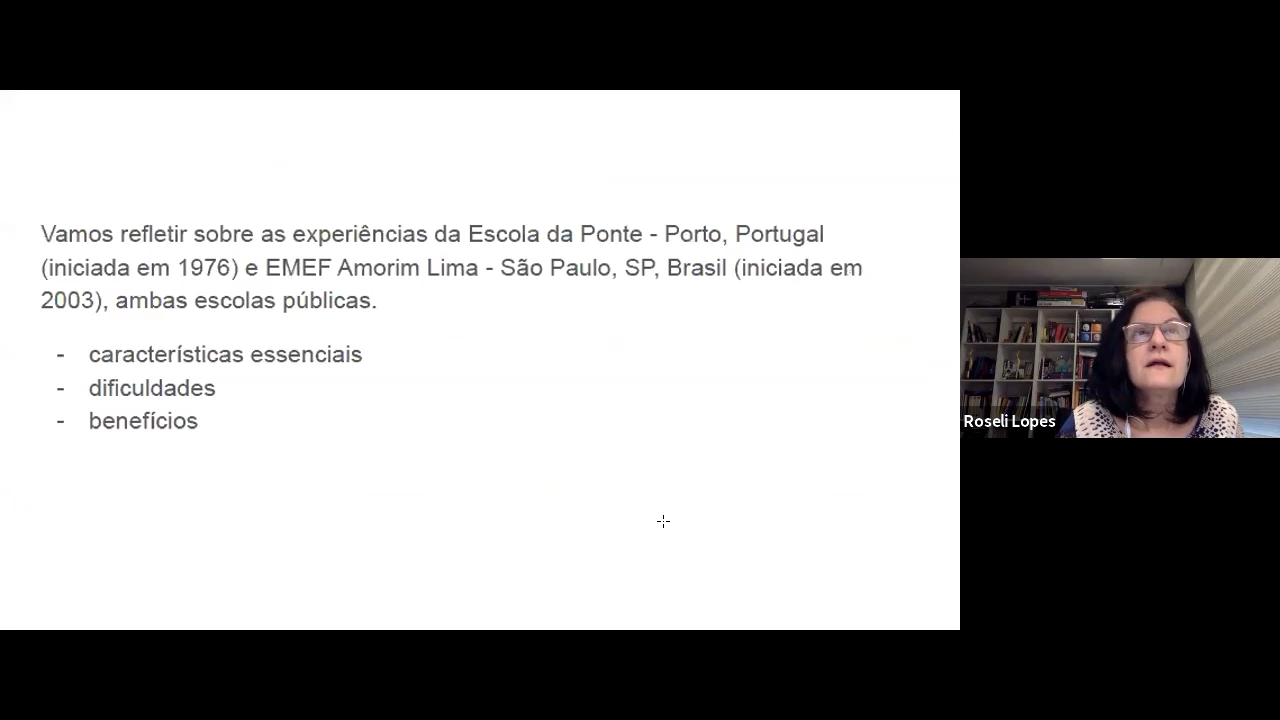 Vamos refletir sobre as experiências da Escola da Ponte - Porto, Portugal
(iniciada em 1976) e EMEF Amorim Lima - São Paulo, SP, Brasil (iniciada em
2003), ambas escolas públicas.
- características essenciais
- dificuldades
- benefícios
Roseli Lopes